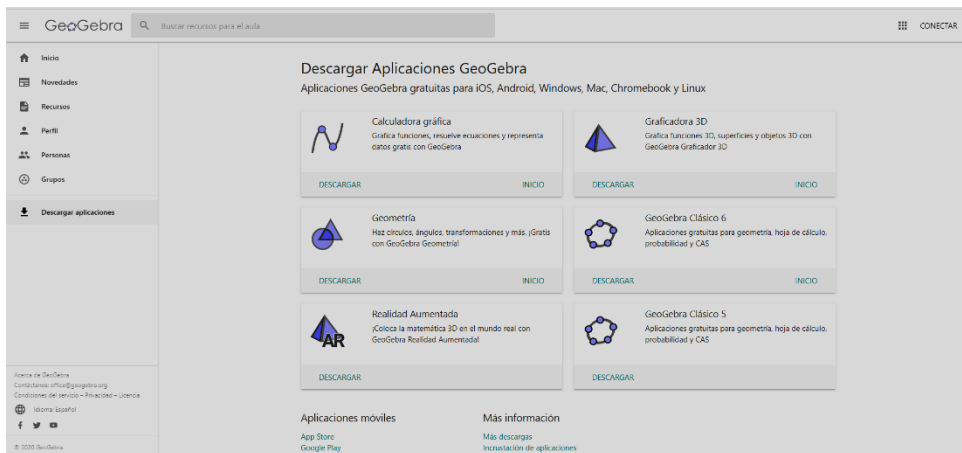 GeoGebra
Buscar recursos para el aula
CONECTAR
Inicio
Novedades
Recursos
Perfil
Personas
Grupos
Descargar aplicaciones
Acerca de GeoGebra
Contáctanos: office@geogebra.org
Condiciones del servicio – Privacidad – Licencia
Idioma: Español
© 2020 GeoGebra
Descargar Aplicaciones GeoGebra
Aplicaciones GeoGebra gratuitas para iOS, Android, Windows, Mac, Chromebook y Linux
Calculadora gráfica
Grafica funciones, resuelve ecuaciones y representa
datos gratis con GeoGebra
DESCARGAR INICIO
Graficadora 3D
Grafica funciones 3D, superficies y objetos 3D con
GeoGebra Graficador 3D
DESCARGAR INICIO
Geometría
Haz círculos, ángulos, transformaciones y más. ¡Gratis
con GeoGebra Geometría!
DESCARGAR INICIO
GeoGebra Clásico 6
Aplicaciones gratuitas para geometría, hoja de cálculo,
probabilidad y CAS
DESCARGAR INICIO
AR
Realidad Aumentada
¡Coloca la matemática 3D en el mundo real con
GeoGebra Realidad Aumentada!
DESCARGAR
GeoGebra Clásico 5
Aplicaciones gratuitas para geometría, hoja de cálculo,
probabilidad y CAS
DESCARGAR
Aplicaciones móviles
App Store
Google Play
Más información
Más descargas
Incrustación de aplicaciones